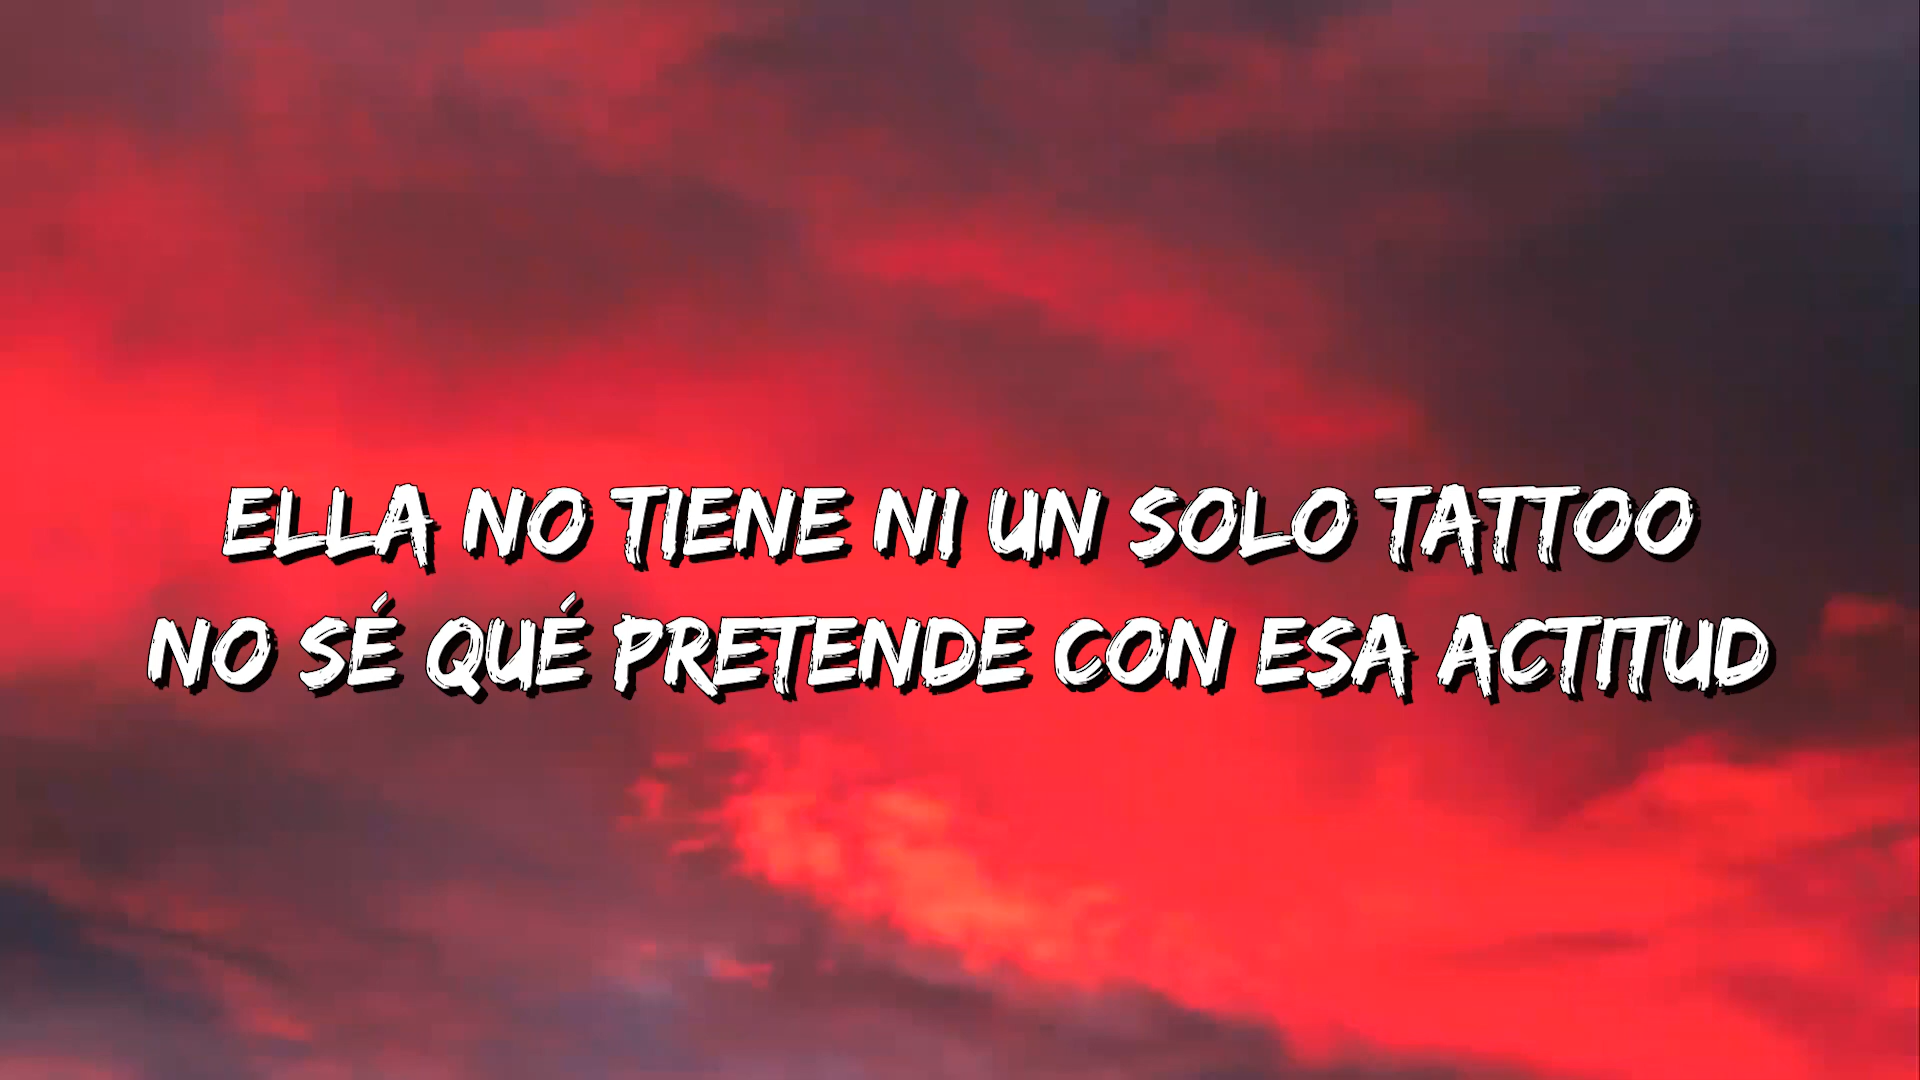 ELLA NO TIENE NI UN SOLO TATTOO
NO SÉ QUÉ PRETENDE CON ESA ACTITUD